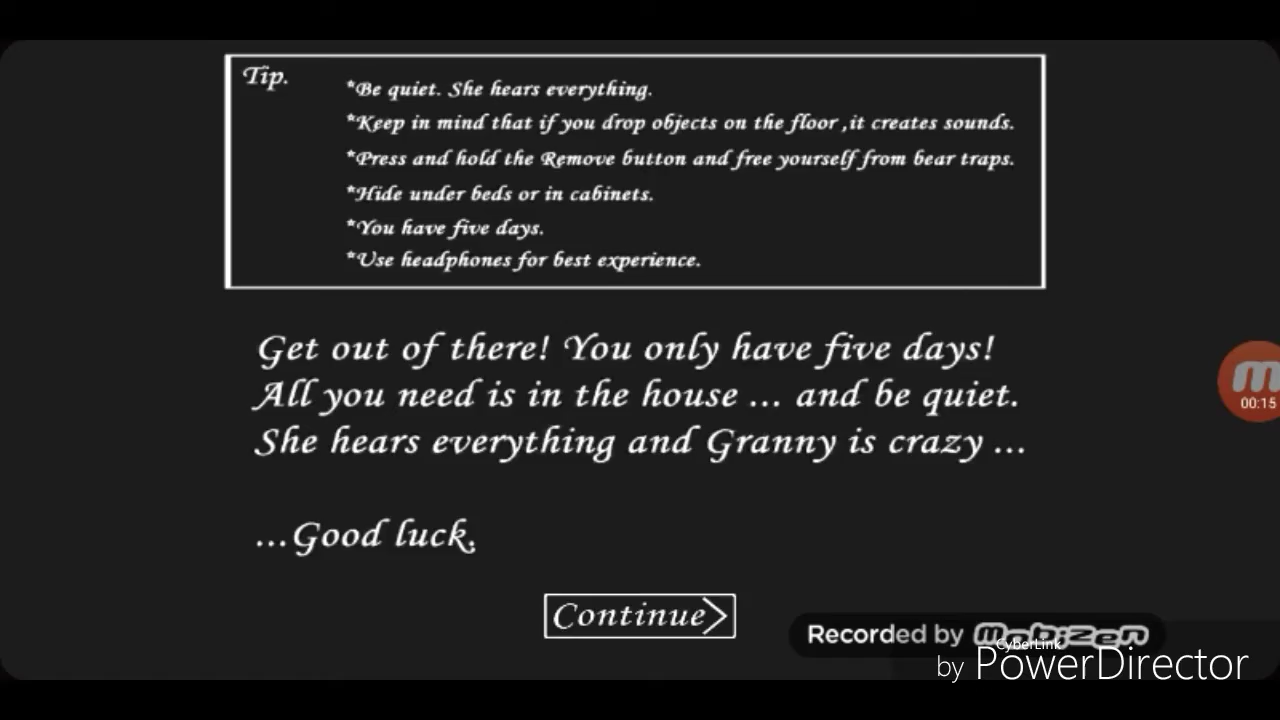 Tip.
*Be quiet. She hears everything.
*Keep in mind that if you drop objects on the floor ,it creates sounds.
*Press and hold the Remove button and free yourself from bear traps.
*Hide under beds or in cabinets.
*You have five days.
*Use headphones for best experience.
Get out of there! You only have five days!
All you need is in the house ... and be quiet.
She hears everything and Granny is crazy ...
...Good luck.
Continue>
m
00:15
Recorded by mobizen
CyberLink
by PowerDirector